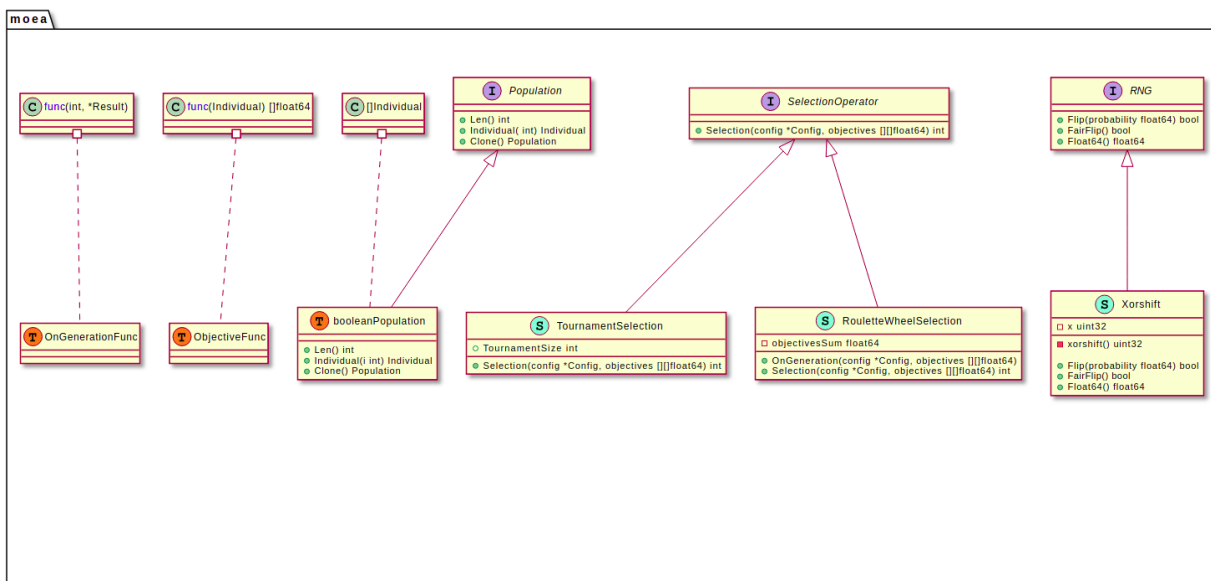 moea
C func(int, *Result)
C func(Individual) []float64
C []Individual
I Population
Len() int
Individual( int) Individual
Clone() Population
I SelectionOperator
Selection(config *Config, objectives [][]float64) int
I RNG
Flip(probability float64) bool
FairFlip() bool
Float64() float64
T OnGenerationFunc
T ObjectiveFunc
T booleanPopulation
Len() int
Individual(i int) Individual
Clone() Population
S TournamentSelection
TournamentSize int
Selection(config *Config, objectives [][]float64) int
S RouletteWheelSelection
objectivesSum float64
OnGeneration(config *Config, objectives [][]float64)
Selection(config *Config, objectives [][]float64) int
S Xorshift
x uint32
xorshift() uint32
Flip(probability float64) bool
FairFlip() bool
Float64() float64